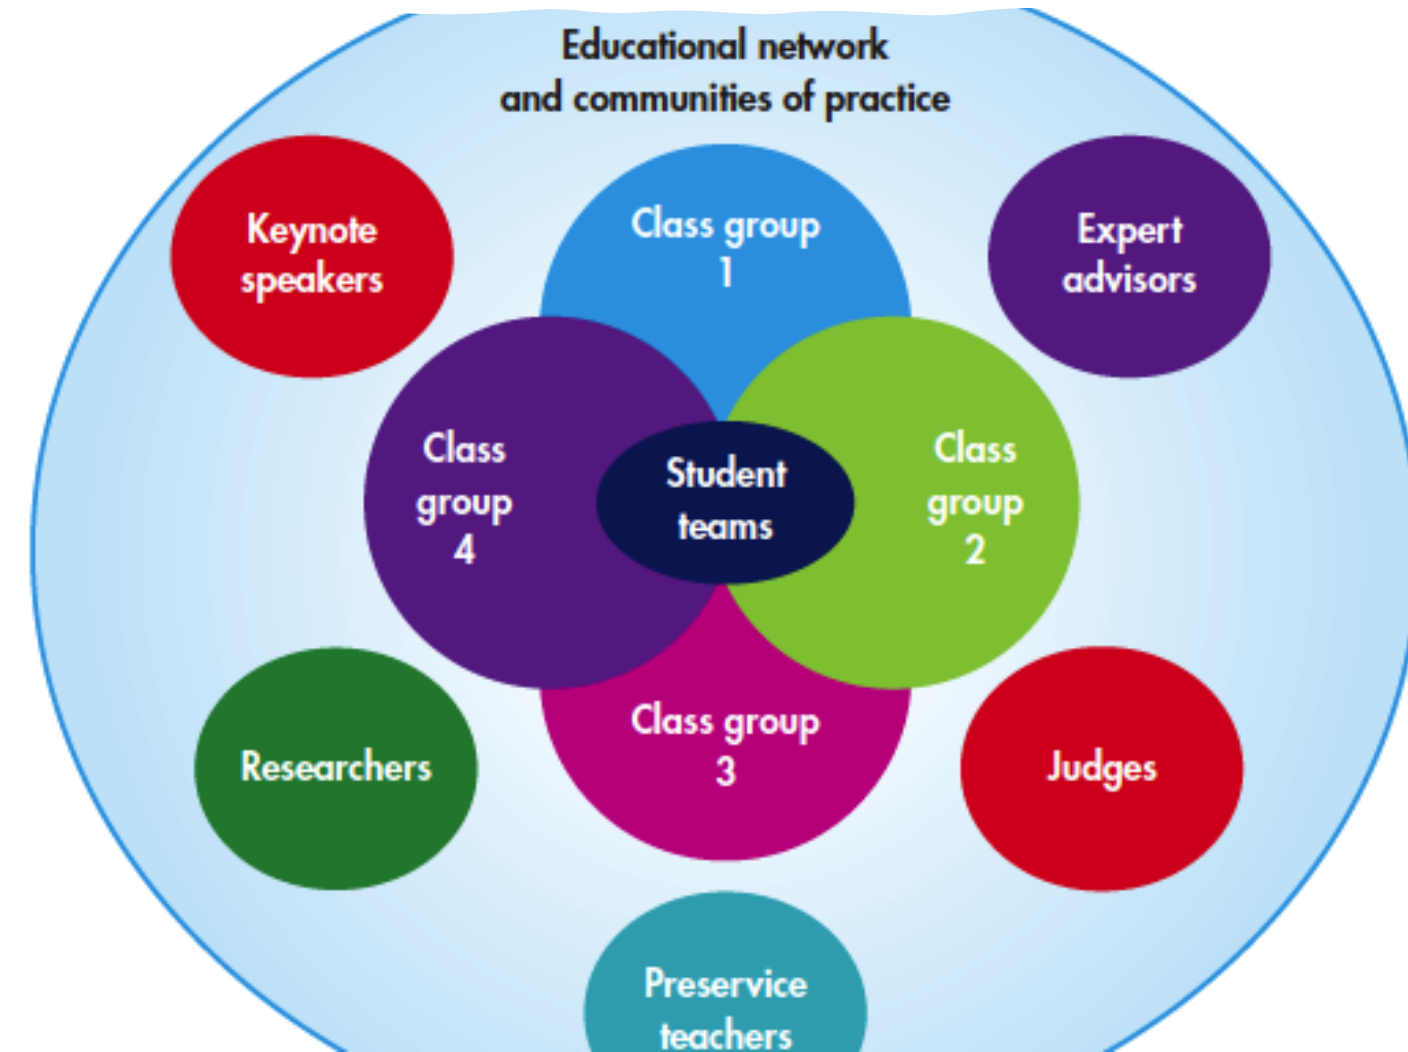 Educational network
and communities of practice
Keynote
speakers
Class group
1
Expert
advisors
Class
group
4
Student
teams
Class
group
2
Researchers
Class group
3
Judges
Preservice
teachers